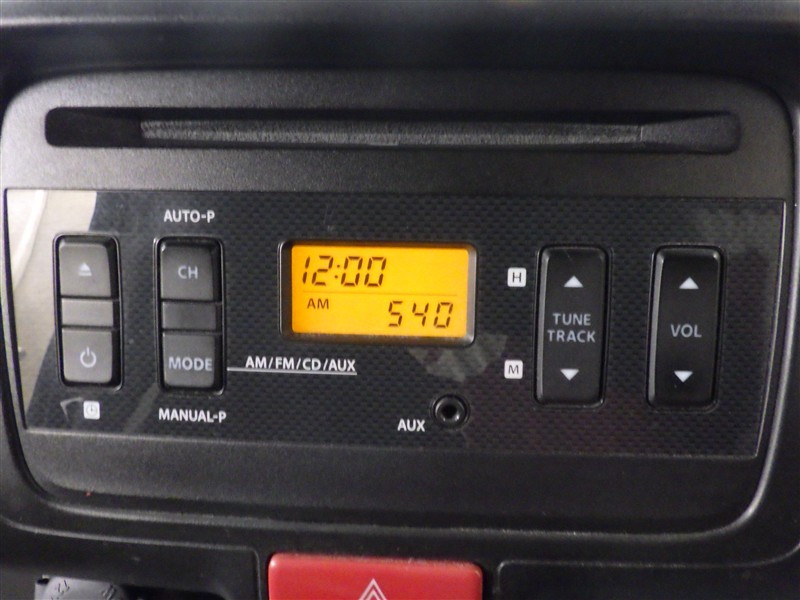 AUTO-P
CH
12:00
AM
540
H
TUNE
TRACK
VOL
MODE
AM/FM/CD/AUX
M
MANUAL-P
AUX